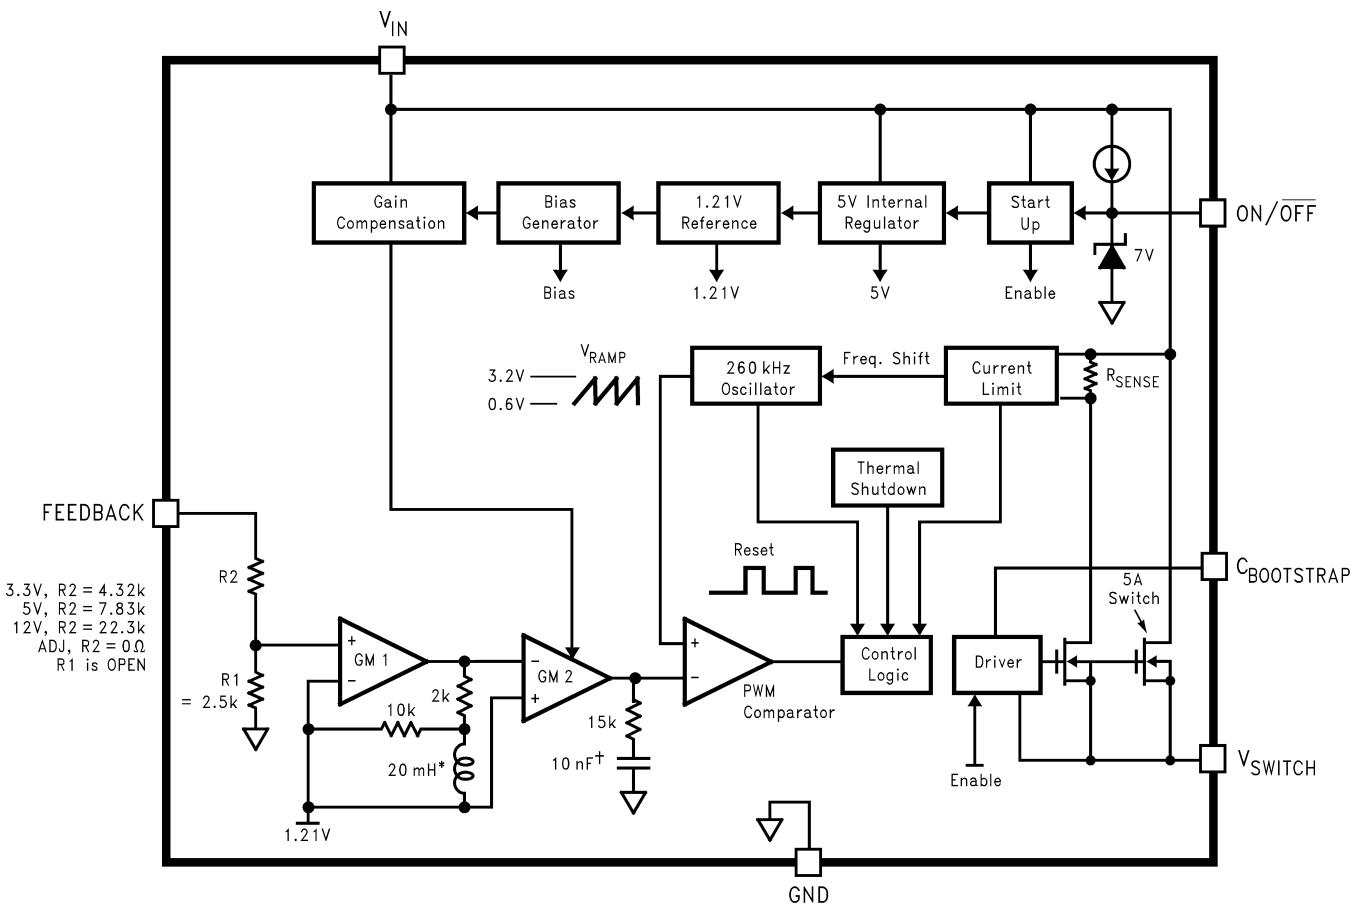 VIN
Gain
Compensation
Bias
Generator
1.21V
Reference
5V Internal
Regulator
Start
Up
ON/OFF
7V
Bias
1.21V
5V
Enable
VRAMP
3.2V
0.6V
260 kHz
Oscillator
Freq. Shift
Current
Limit
RSENSE
Thermal
Shutdown
FEEDBACK
Reset
R2
3.3V, R2 = 4.32k
5V, R2 = 7.83k
12V, R2 = 22.3k
ADJ, R2 = 0Ω
R1 is OPEN
R1
= 2.5k
CBOOTSTRAP
5A
Switch
+
GM 1
−
−
GM 2
+
+
−
PWM
Comparator
Control
Logic
Driver
2k
10k
20 mH*
15k
10 nF†
1.21V
Enable
VSWITCH
GND